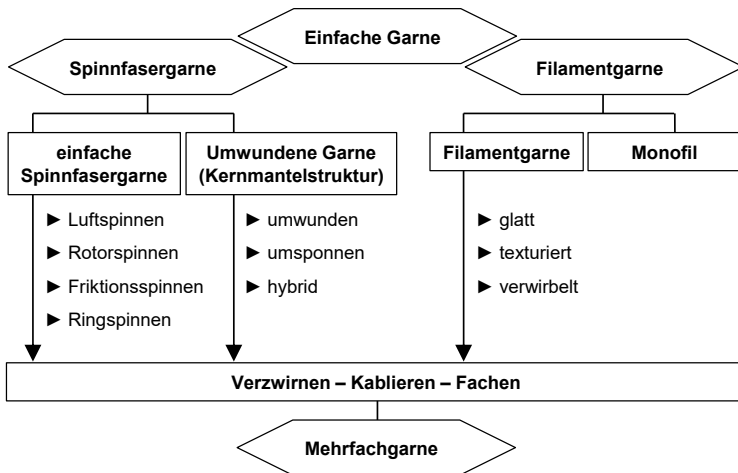 Einfache Garne
Spinnfasergarne
Filamentgarne
einfache
Spinnfasergarne
Umwundene Garne
(Kernmantelstruktur)
Filamentgarne
Monofil
► Luftspinnen
► Rotorspinnen
► Friktionsspinnen
► Ringspinnen
► umwunden
► umsponnen
► hybrid
► glatt
► texturiert
► verwirbelt
Verzwirnen – Kablieren – Fachen
Mehrfachgarne